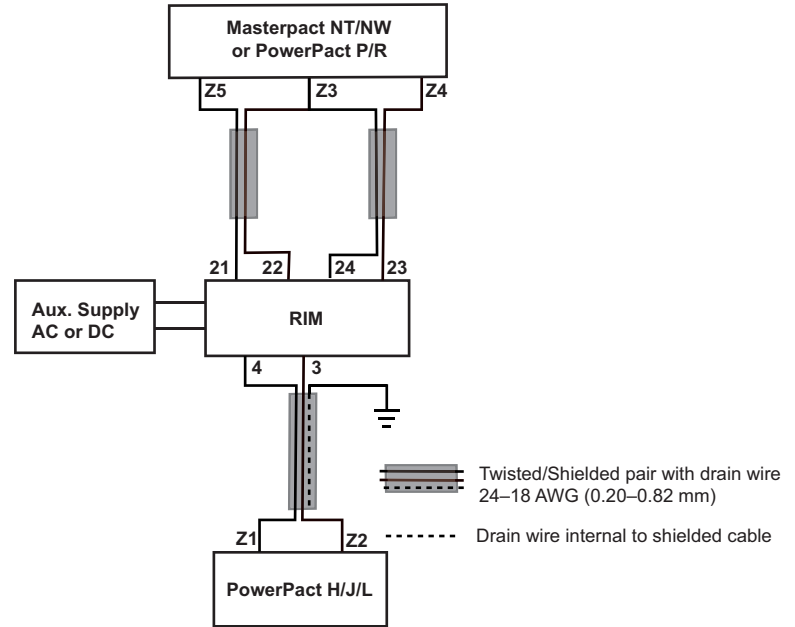 Masterpact NT/NW
or PowerPact P/R
Z5
Z3
Z4
21
22
24
23
Aux. Supply
AC or DC
RIM
4
3
Twisted/Shielded pair with drain wire
24–18 AWG (0.20–0.82 mm)
Z1
Z2
Drain wire internal to shielded cable
PowerPact H/J/L